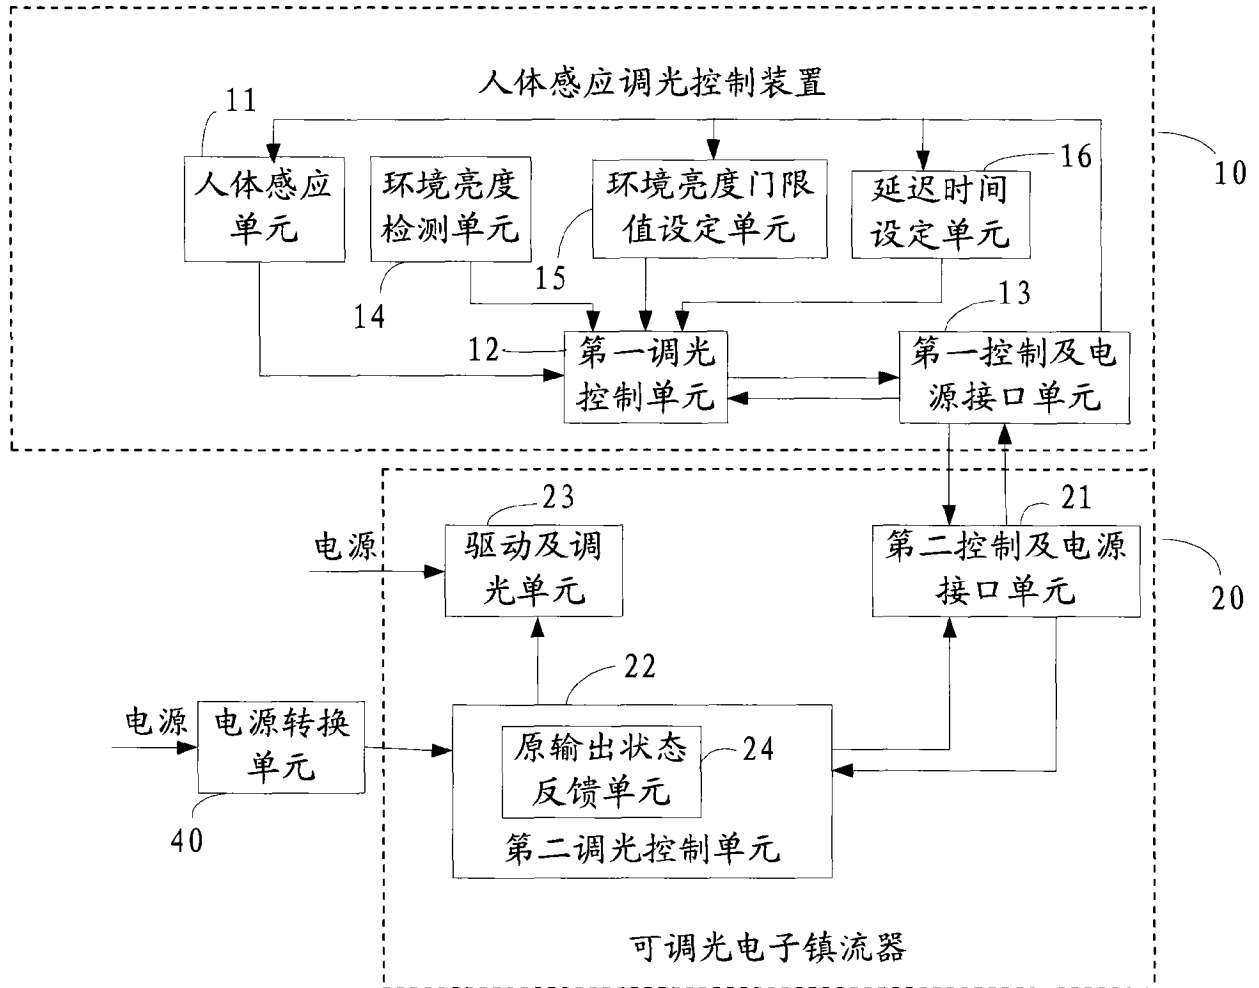 人体感应调光控制装置
11
16
10
人体感应
单元
环境亮度
检测单元
环境亮度门限
值设定单元
延迟时间
设定单元
14
15
13
12
第一调光
控制单元
第一控制及电
源接口单元
23
21
电源
驱动及调
光单元
第二控制及电源
接口单元
20
22
电源
电源转换
单元
原输出状态
反馈单元
24
40
第二调光控制单元
可调光电子镇流器